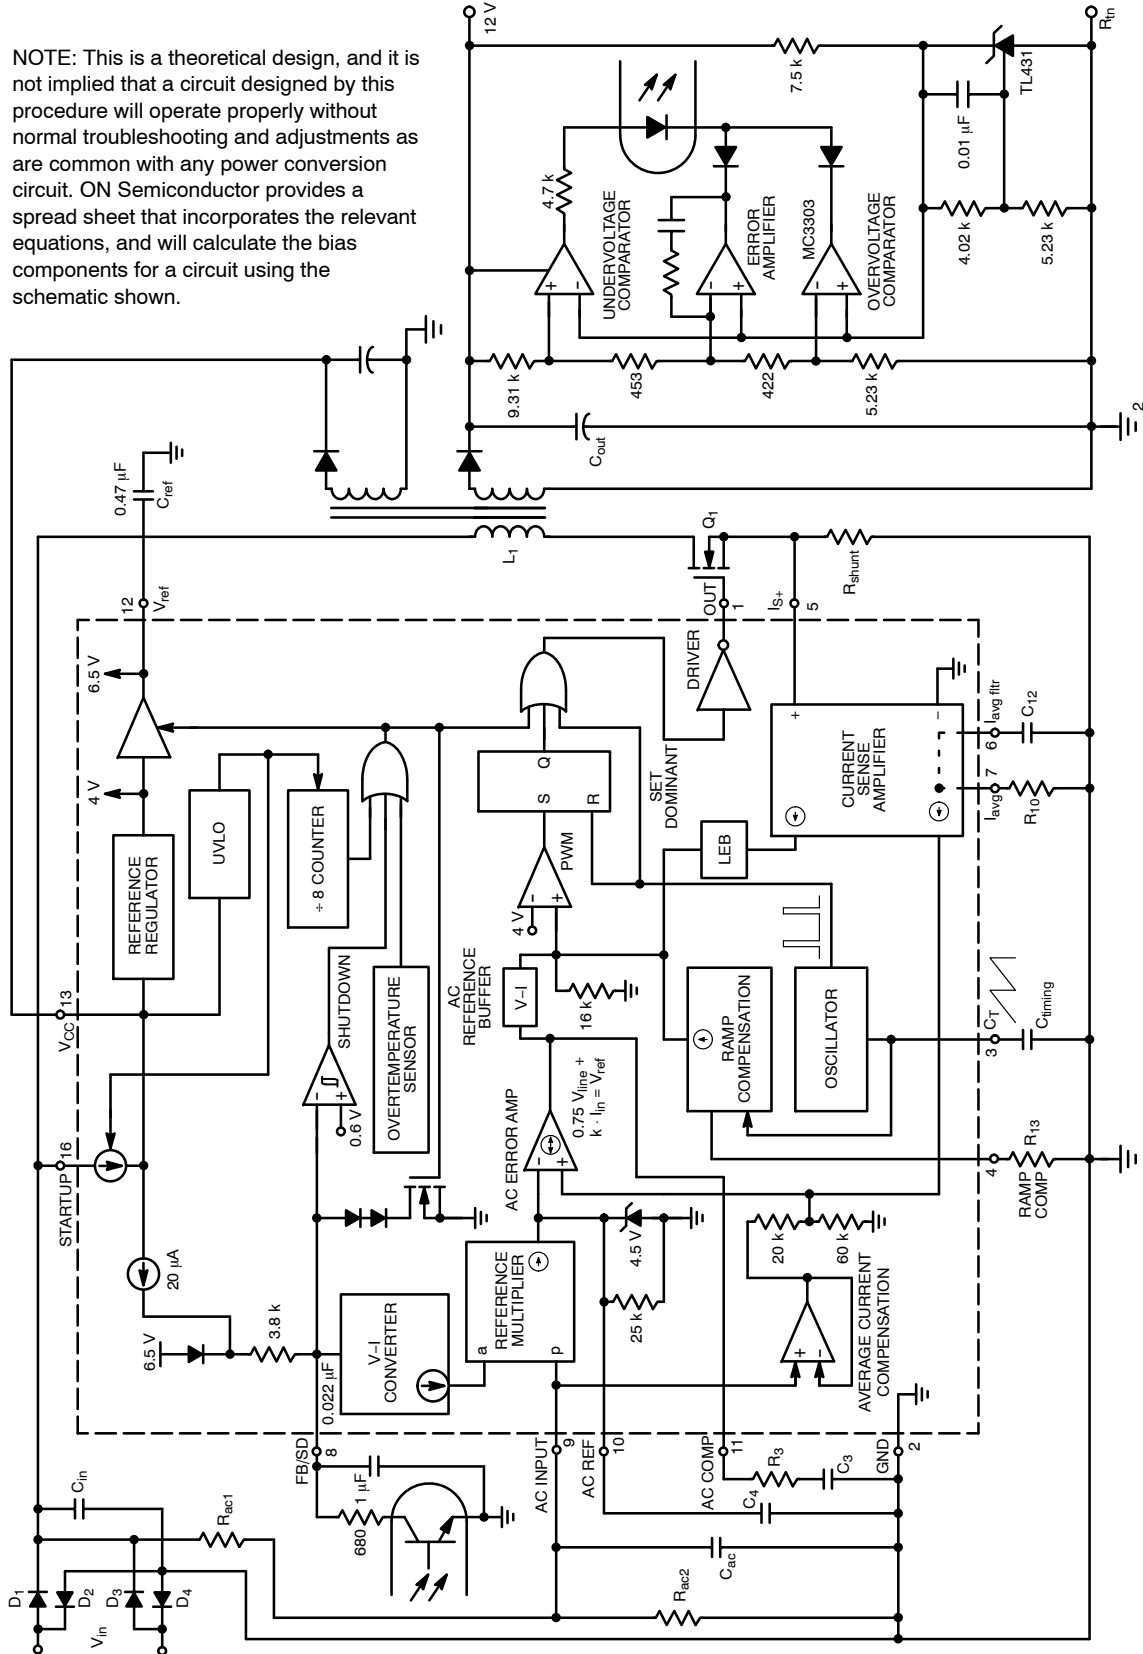 NOTE: This is a theoretical design, and it is
not implied that a circuit designed by this
procedure will operate properly without
normal troubleshooting and adjustments as
are common with any power conversion
circuit. ON Semiconductor provides a
spread sheet that incorporates the relevant
equations, and will calculate the bias
components for a circuit using the
schematic shown.
12 V
Rtn
7.5 k
TL431
0.01 µF
4.02 k
5.23 k
4.7 k
UNDERVOLTAGE
COMPARATOR
+
-
ERROR
AMPLIFIER
-
+
MC3303
OVERVOLTAGE
COMPARATOR
-
+
9.31 k
453
422
5.23 k
Cout
2
0.47 µF
Cref
L1
Q1
Rshunt
12
Vref
OUT
1
IS+
5
6.5 V
4 V
REFERENCE
REGULATOR
UVLO
÷ 8 COUNTER
DRIVER
SET
DOMINANT
S
Q
R
PWM
-
+
4 V
LEB
CURRENT
SENSE
AMPLIFIER
+
-
6
Iavg fltr
C12
7
Iavg
R10
VCC
13
STARTUP
16
20 µA
6.5 V
3.8 k
SHUTDOWN
-
+
0.6 V
OVERTEMPERATURE
SENSOR
AC
REFERENCE
BUFFER
V-I
16 k
RAMP
COMPENSATION
OSCILLATOR
3
CT
Ctiming
4
RAMP
COMP
R13
AC ERROR AMP
-
+
0.75 Vline +
k · Iin = Vref
V-I
CONVERTER
0.022 µF
a
REFERENCE
MULTIPLIER
p
4.5 V
25 k
20 k
60 k
+
-
AVERAGE CURRENT
COMPENSATION
FB/SD
8
AC INPUT
9
AC REF
10
AC COMP
11
GND
2
R3
C3
C4
Cac
Rac2
680
1 µF
Cin
Rac1
D1
D2
D3
D4
Vin